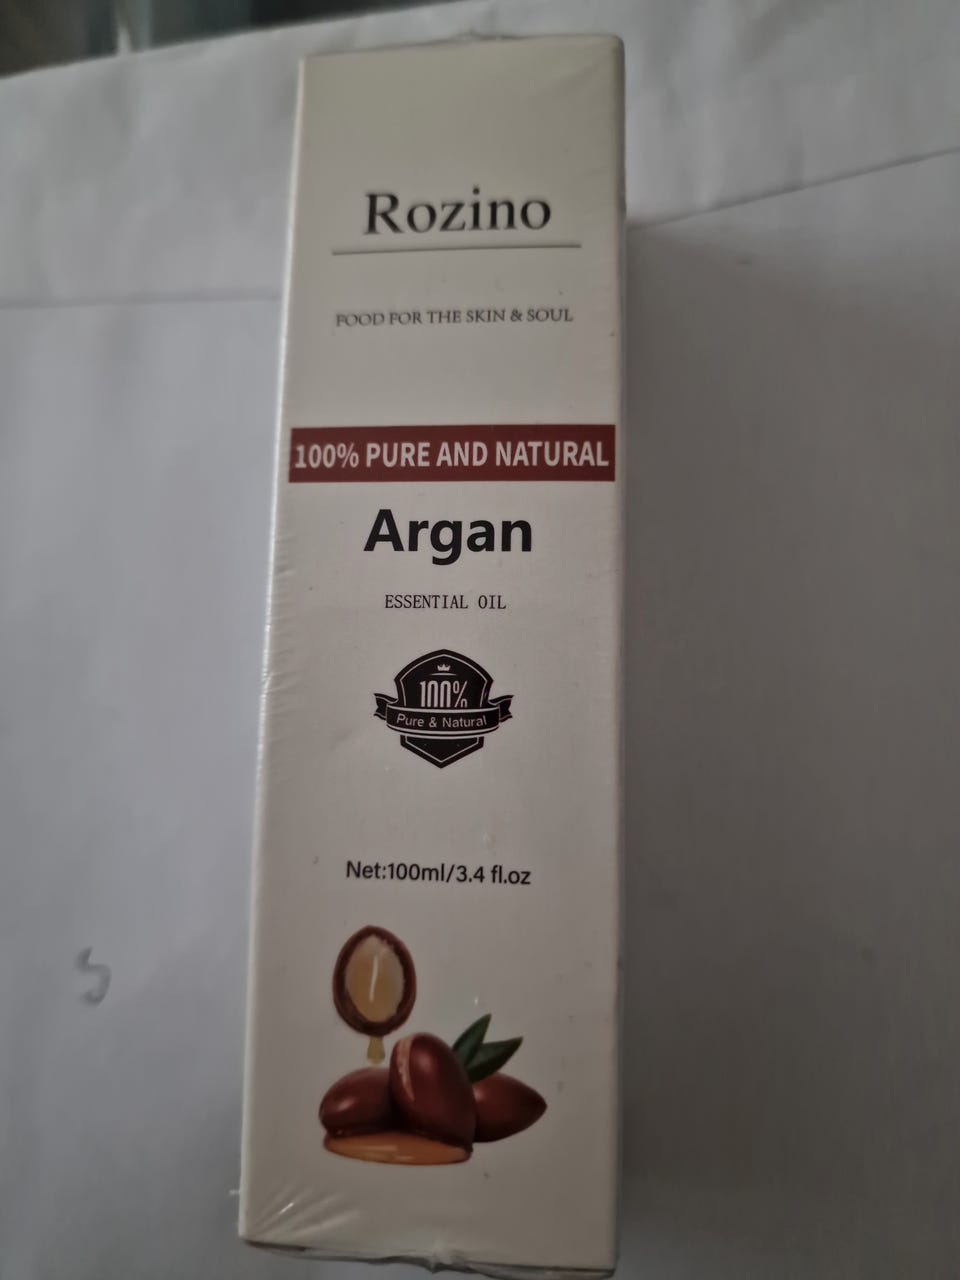 Rozino
FOOD FOR THE SKIN & SOUL
100% PURE AND NATURAL
Argan
ESSENTIAL OIL
100%
Pure & Natural
Net:100ml/3.4 fl.oz